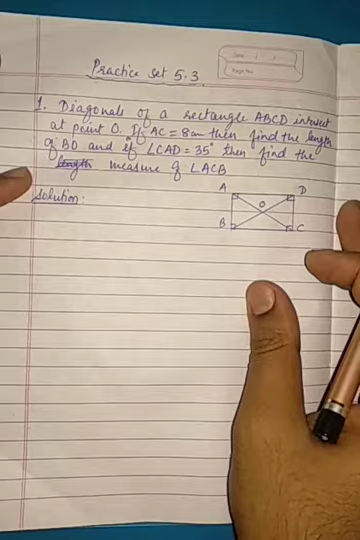 Practice Set 5.3
Date / /
Page No.
1. Diagonals of a rectangle ABCD intersect
at point O. If AC = 8cm then find the length
of BO and if ∠CAD = 35° then find the
measure of ∠ACB
Solution:
A D
O
B C